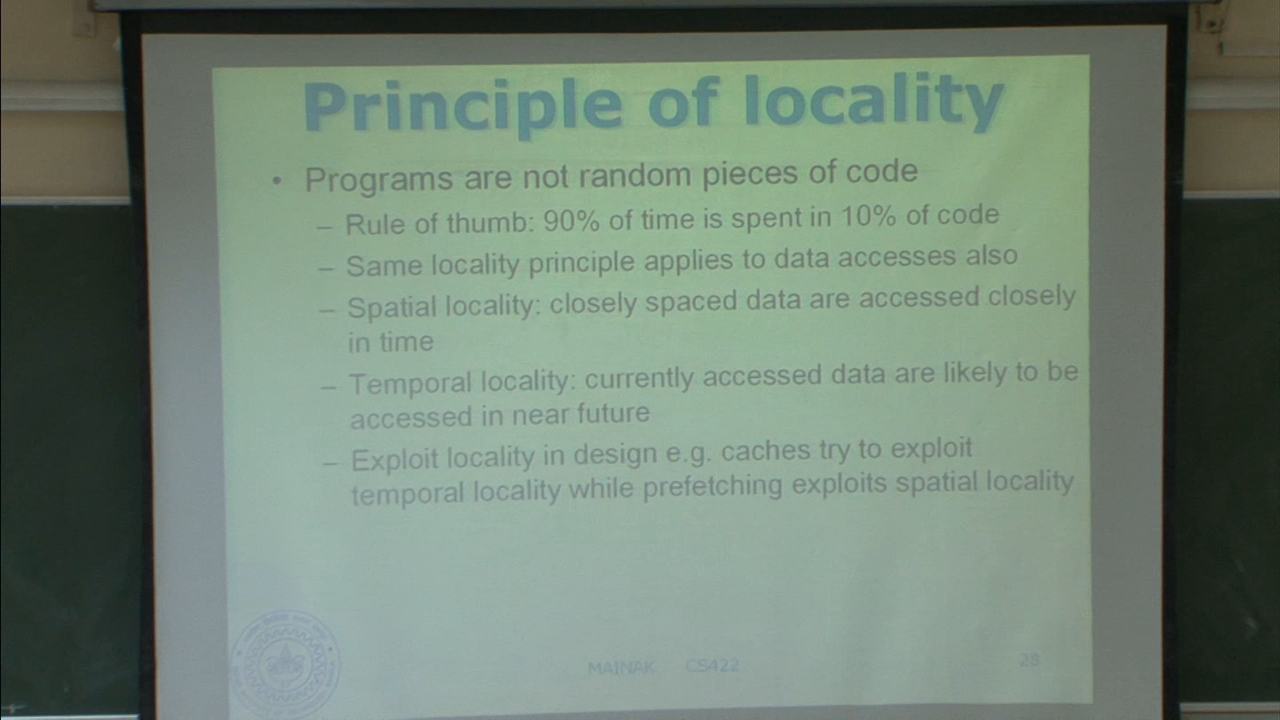 Principle of locality
• Programs are not random pieces of code
– Rule of thumb: 90% of time is spent in 10% of code
– Same locality principle applies to data accesses also
– Spatial locality: closely spaced data are accessed closely
in time
– Temporal locality: currently accessed data are likely to be
accessed in near future
– Exploit locality in design e.g. caches try to exploit
temporal locality while prefetching exploits spatial locality
MAINAK CS422